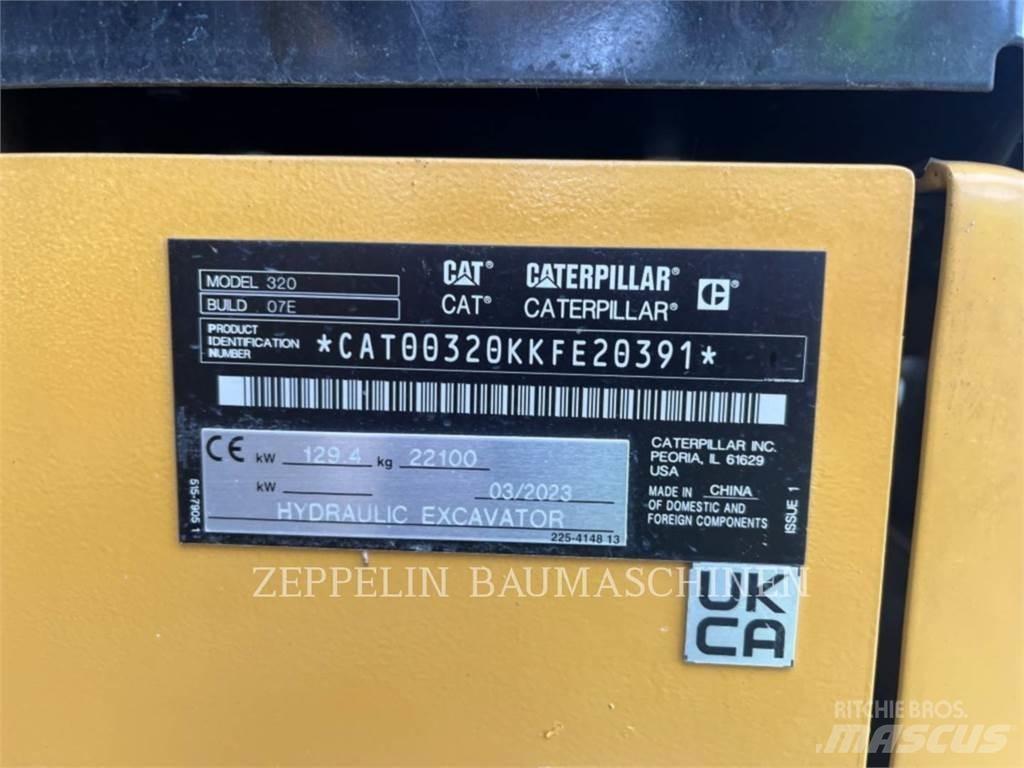 MODEL 320
BUILD 07E
CAT® CATERPILLAR®
CAT® CATERPILLAR® C®
PRODUCT
IDENTIFICATION
NUMBER
*CAT00320KKFE20391*
CE kW 129.4 kg 22100
kW 03/2023
HYDRAULIC EXCAVATOR
225-4148 13
515-7905 1
CATERPILLAR INC.
PEORIA, IL 61629
USA
MADE IN CHINA
OF DOMESTIC AND
FOREIGN COMPONENTS
ISSUE 1
ZEPPELIN BAUMASCHINEN
UK
CA
RITCHIE BROS.
MASCUS